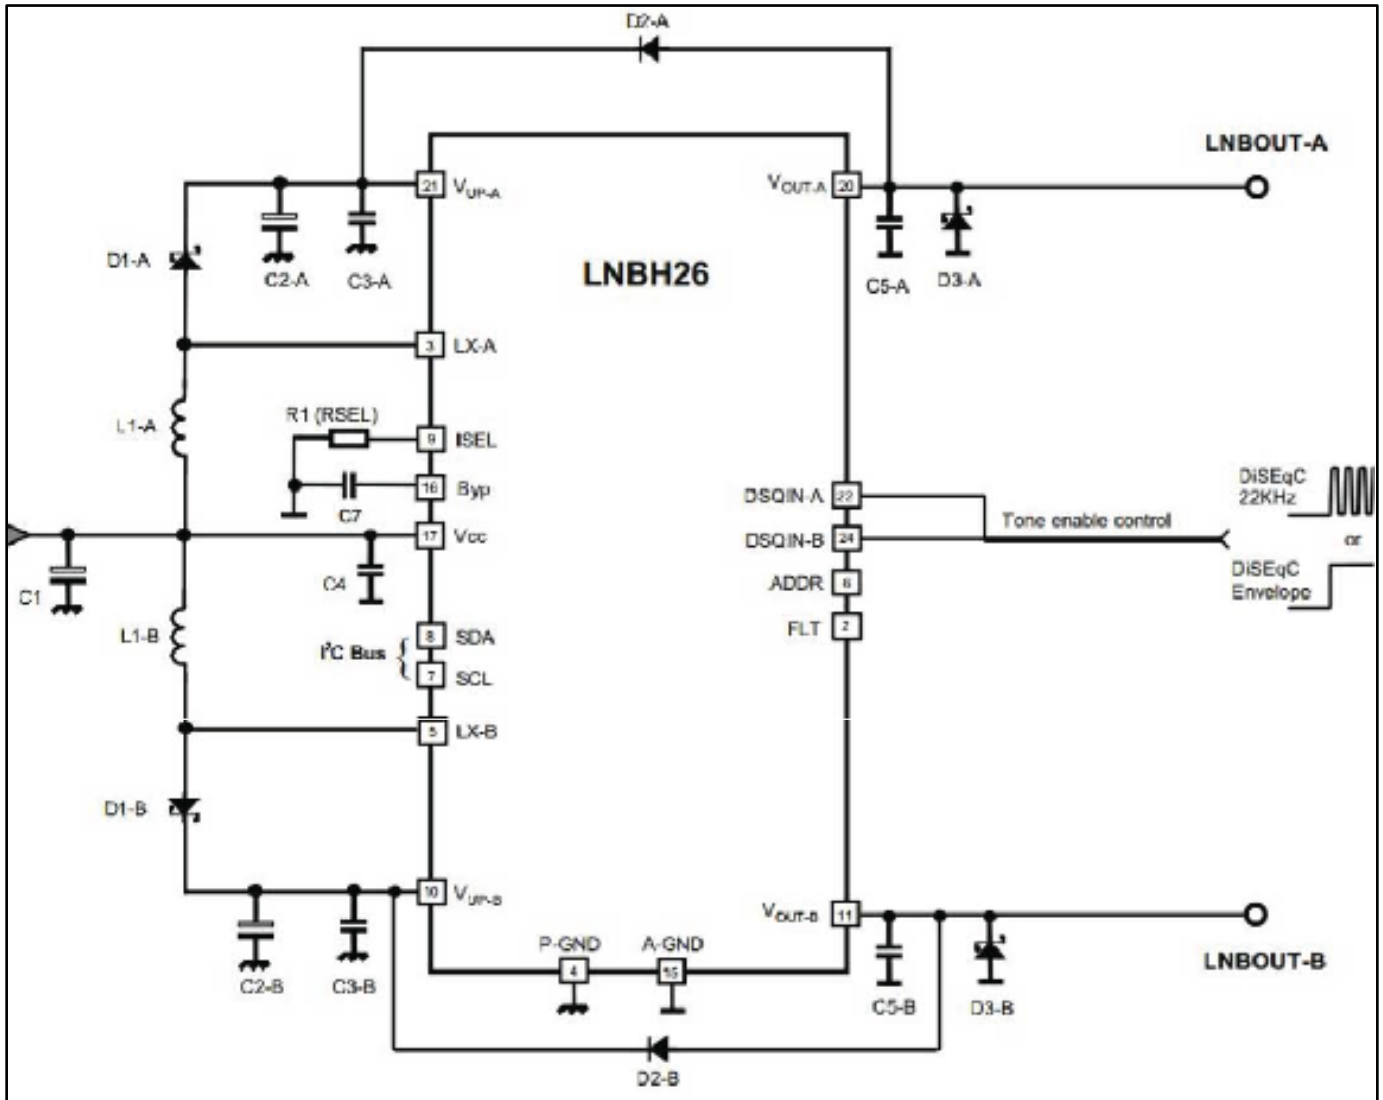 D2-A
LNBOUT-A
21 VUP-A
VOUT-A 20
D1-A
C2-A
C3-A
LNBH26
C5-A
D3-A
3 LX-A
L1-A
R1 (RSEL)
9 ISEL
16 Byp
C7
DSQIN-A 22
DiSEqC
22KHz
Tone enable control
17 Vcc
DSQIN-B 24
or
C1
C4
ADDR 6
DiSEqC
Envelope
L1-B
I²C Bus {
8 SDA
FLT 2
7 SCL
5 LX-B
D1-B
10 VUP-B
VOUT-B 11
P-GND
A-GND
4
15
LNBOUT-B
C2-B
C3-B
C5-B
D3-B
D2-B